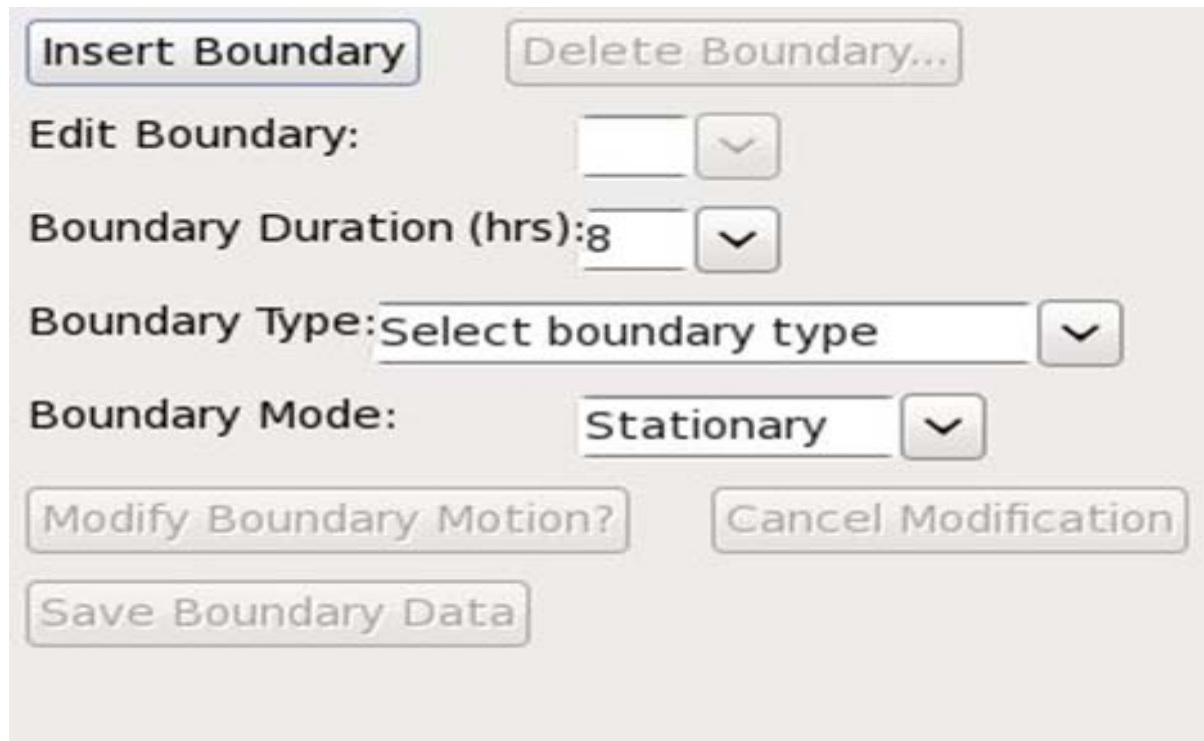 Insert Boundary Delete Boundary...
Edit Boundary:
Boundary Duration (hrs): 8
Boundary Type: Select boundary type
Boundary Mode: Stationary
Modify Boundary Motion? Cancel Modification
Save Boundary Data